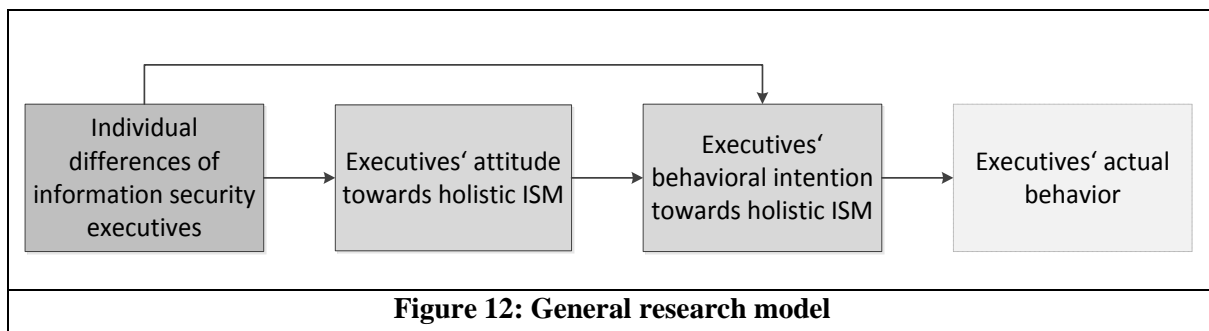 Individual
differences of
information security
executives
Executives‘ attitude
towards holistic ISM
Executives‘
behavioral intention
towards holistic ISM
Executives‘ actual
behavior
Figure 12: General research model